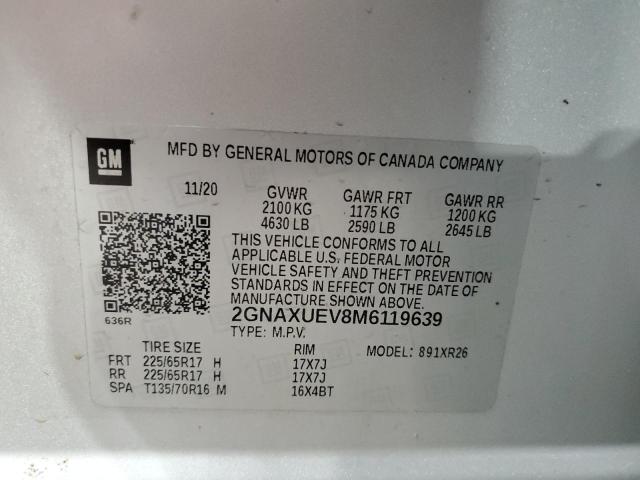 GM
MFD BY GENERAL MOTORS OF CANADA COMPANY
11/20 GVWR GAWR FRT GAWR RR
2100 KG 1175 KG 1200 KG
4630 LB 2590 LB 2645 LB
THIS VEHICLE CONFORMS TO ALL
APPLICABLE U.S. FEDERAL MOTOR
VEHICLE SAFETY AND THEFT PREVENTION
STANDARDS IN EFFECT ON THE DATE OF
MANUFACTURE SHOWN ABOVE.
636R 2GNAXUEV8M6119639
TYPE: M.P.V.
TIRE SIZE RIM MODEL: 891XR26
FRT 225/65R17 H 17X7J
RR 225/65R17 H 17X7J
SPA T135/70R16 M 16X4BT